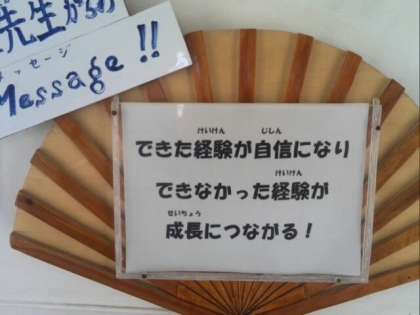 先生からの
メッセージ
Message!!
けいけん じしん
できた経験が自信になり
けいけん
できなかった経験が
せいちょう
成長につながる!